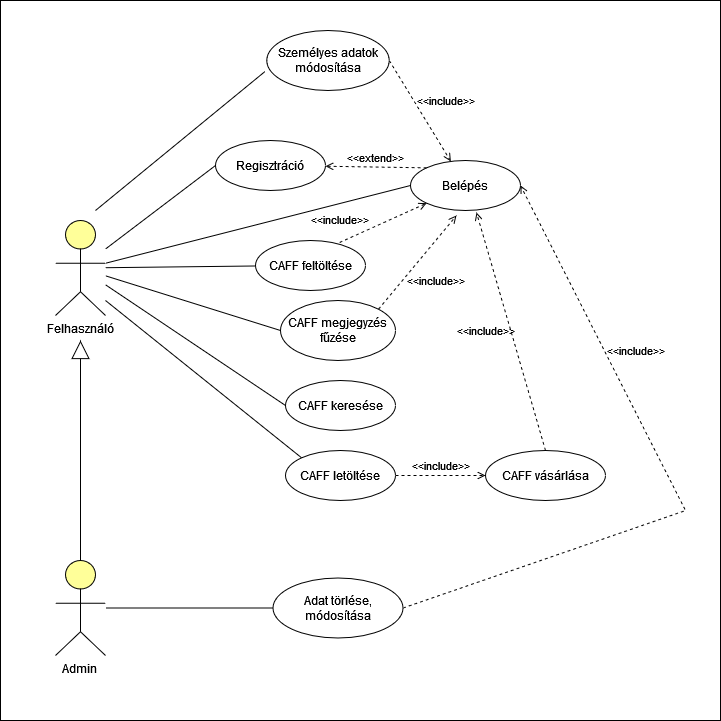 Személyes adatok
módosítása
<<include>>
Regisztráció
<<extend>>
Belépés
<<include>>
CAFF feltöltése
<<include>>
CAFF megjegyzés
fűzése
Felhasználó
<<include>>
<<include>>
CAFF keresése
CAFF letöltése
<<include>>
CAFF vásárlása
Adat törlése,
módosítása
Admin